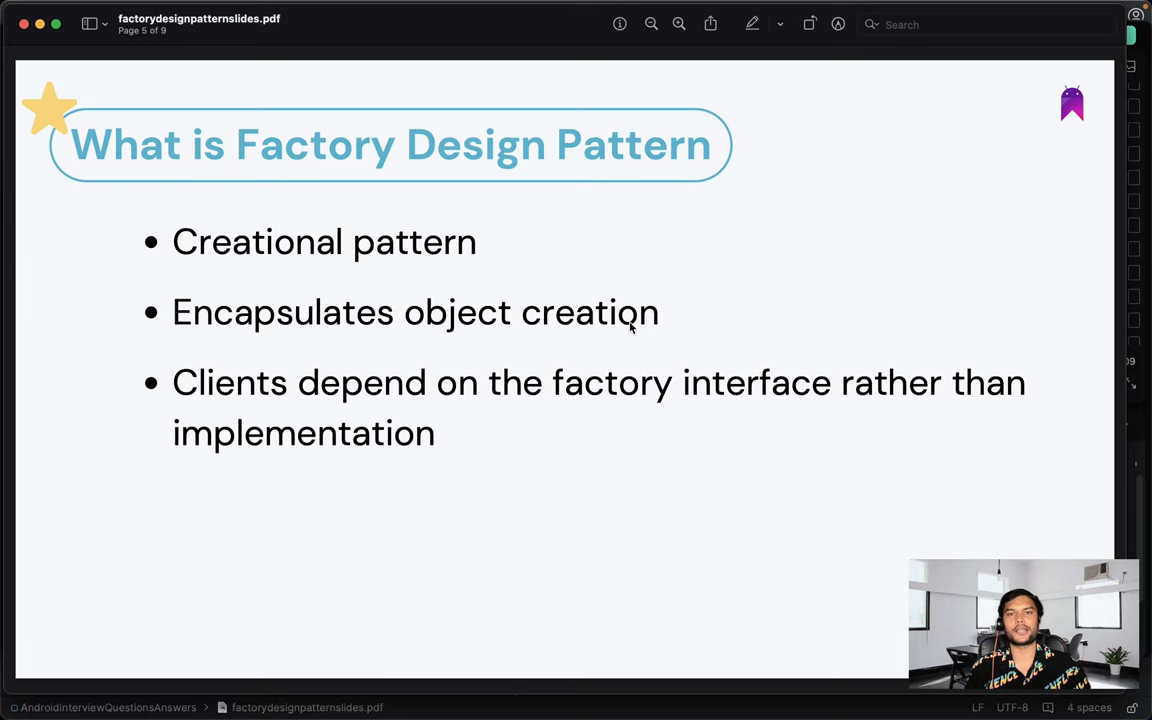 factorydesignpatternslides.pdf
Page 5 of 9
Search
What is Factory Design Pattern
• Creational pattern
• Encapsulates object creation
• Clients depend on the factory interface rather than
implementation
09
AndroidInterviewQuestionsAnswers > factorydesignpatternslides.pdf
LF UTF-8 4 spaces